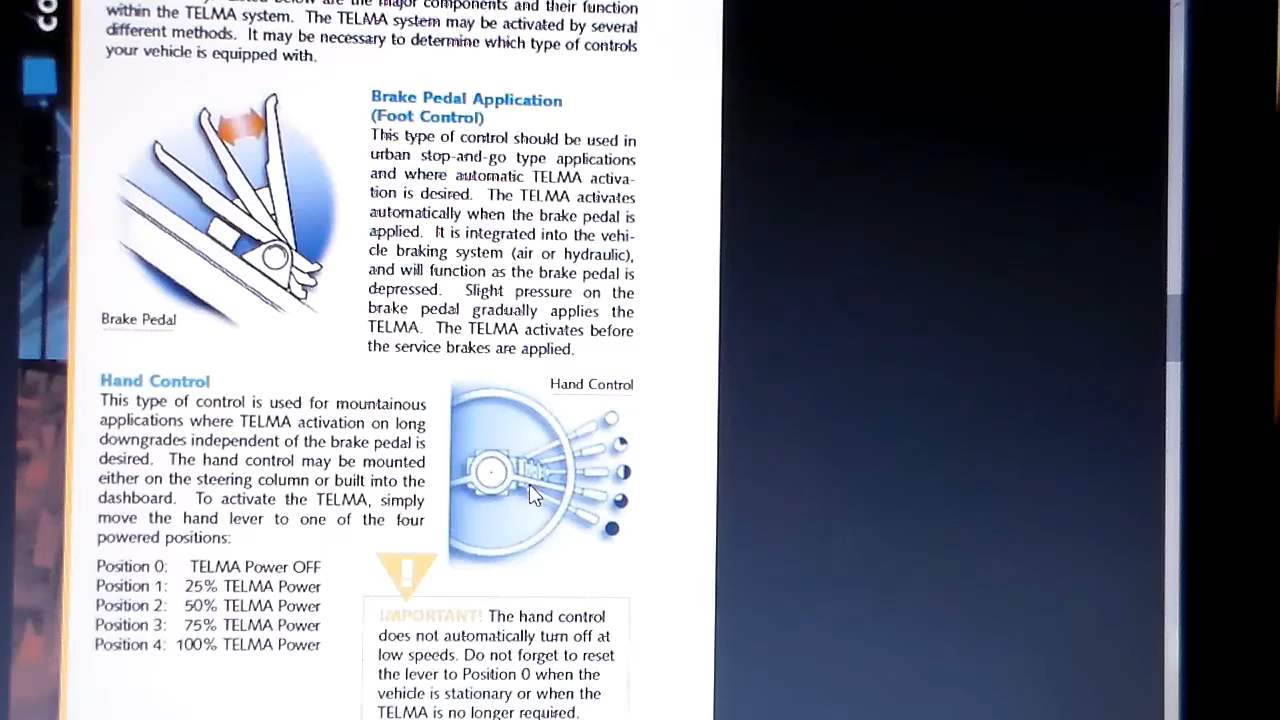 co
major components and their function
within the TELMA system. The TELMA system may be activated by several
different methods. It may be necessary to determine which type of controls
your vehicle is equipped with.
Brake Pedal Application
(Foot Control)
This type of control should be used in
urban stop-and-go type applications
and where automatic TELMA activa-
tion is desired. The TELMA activates
automatically when the brake pedal is
applied. It is integrated into the vehi-
cle braking system (air or hydraulic),
and will function as the brake pedal is
depressed. Slight pressure on the
brake pedal gradually applies the
TELMA. The TELMA activates before
the service brakes are applied.
Brake Pedal
Hand Control
This type of control is used for mountainous
applications where TELMA activation on long
downgrades independent of the brake pedal is
desired. The hand control may be mounted
either on the steering column or built into the
dashboard. To activate the TELMA, simply
move the hand lever to one of the four
powered positions:
Position 0: TELMA Power OFF
Position 1: 25% TELMA Power
Position 2: 50% TELMA Power
Position 3: 75% TELMA Power
Position 4: 100% TELMA Power
Hand Control
IMPORTANT! The hand control
does not automatically turn off at
low speeds. Do not forget to reset
the lever to Position 0 when the
vehicle is stationary or when the
TELMA is no longer required.